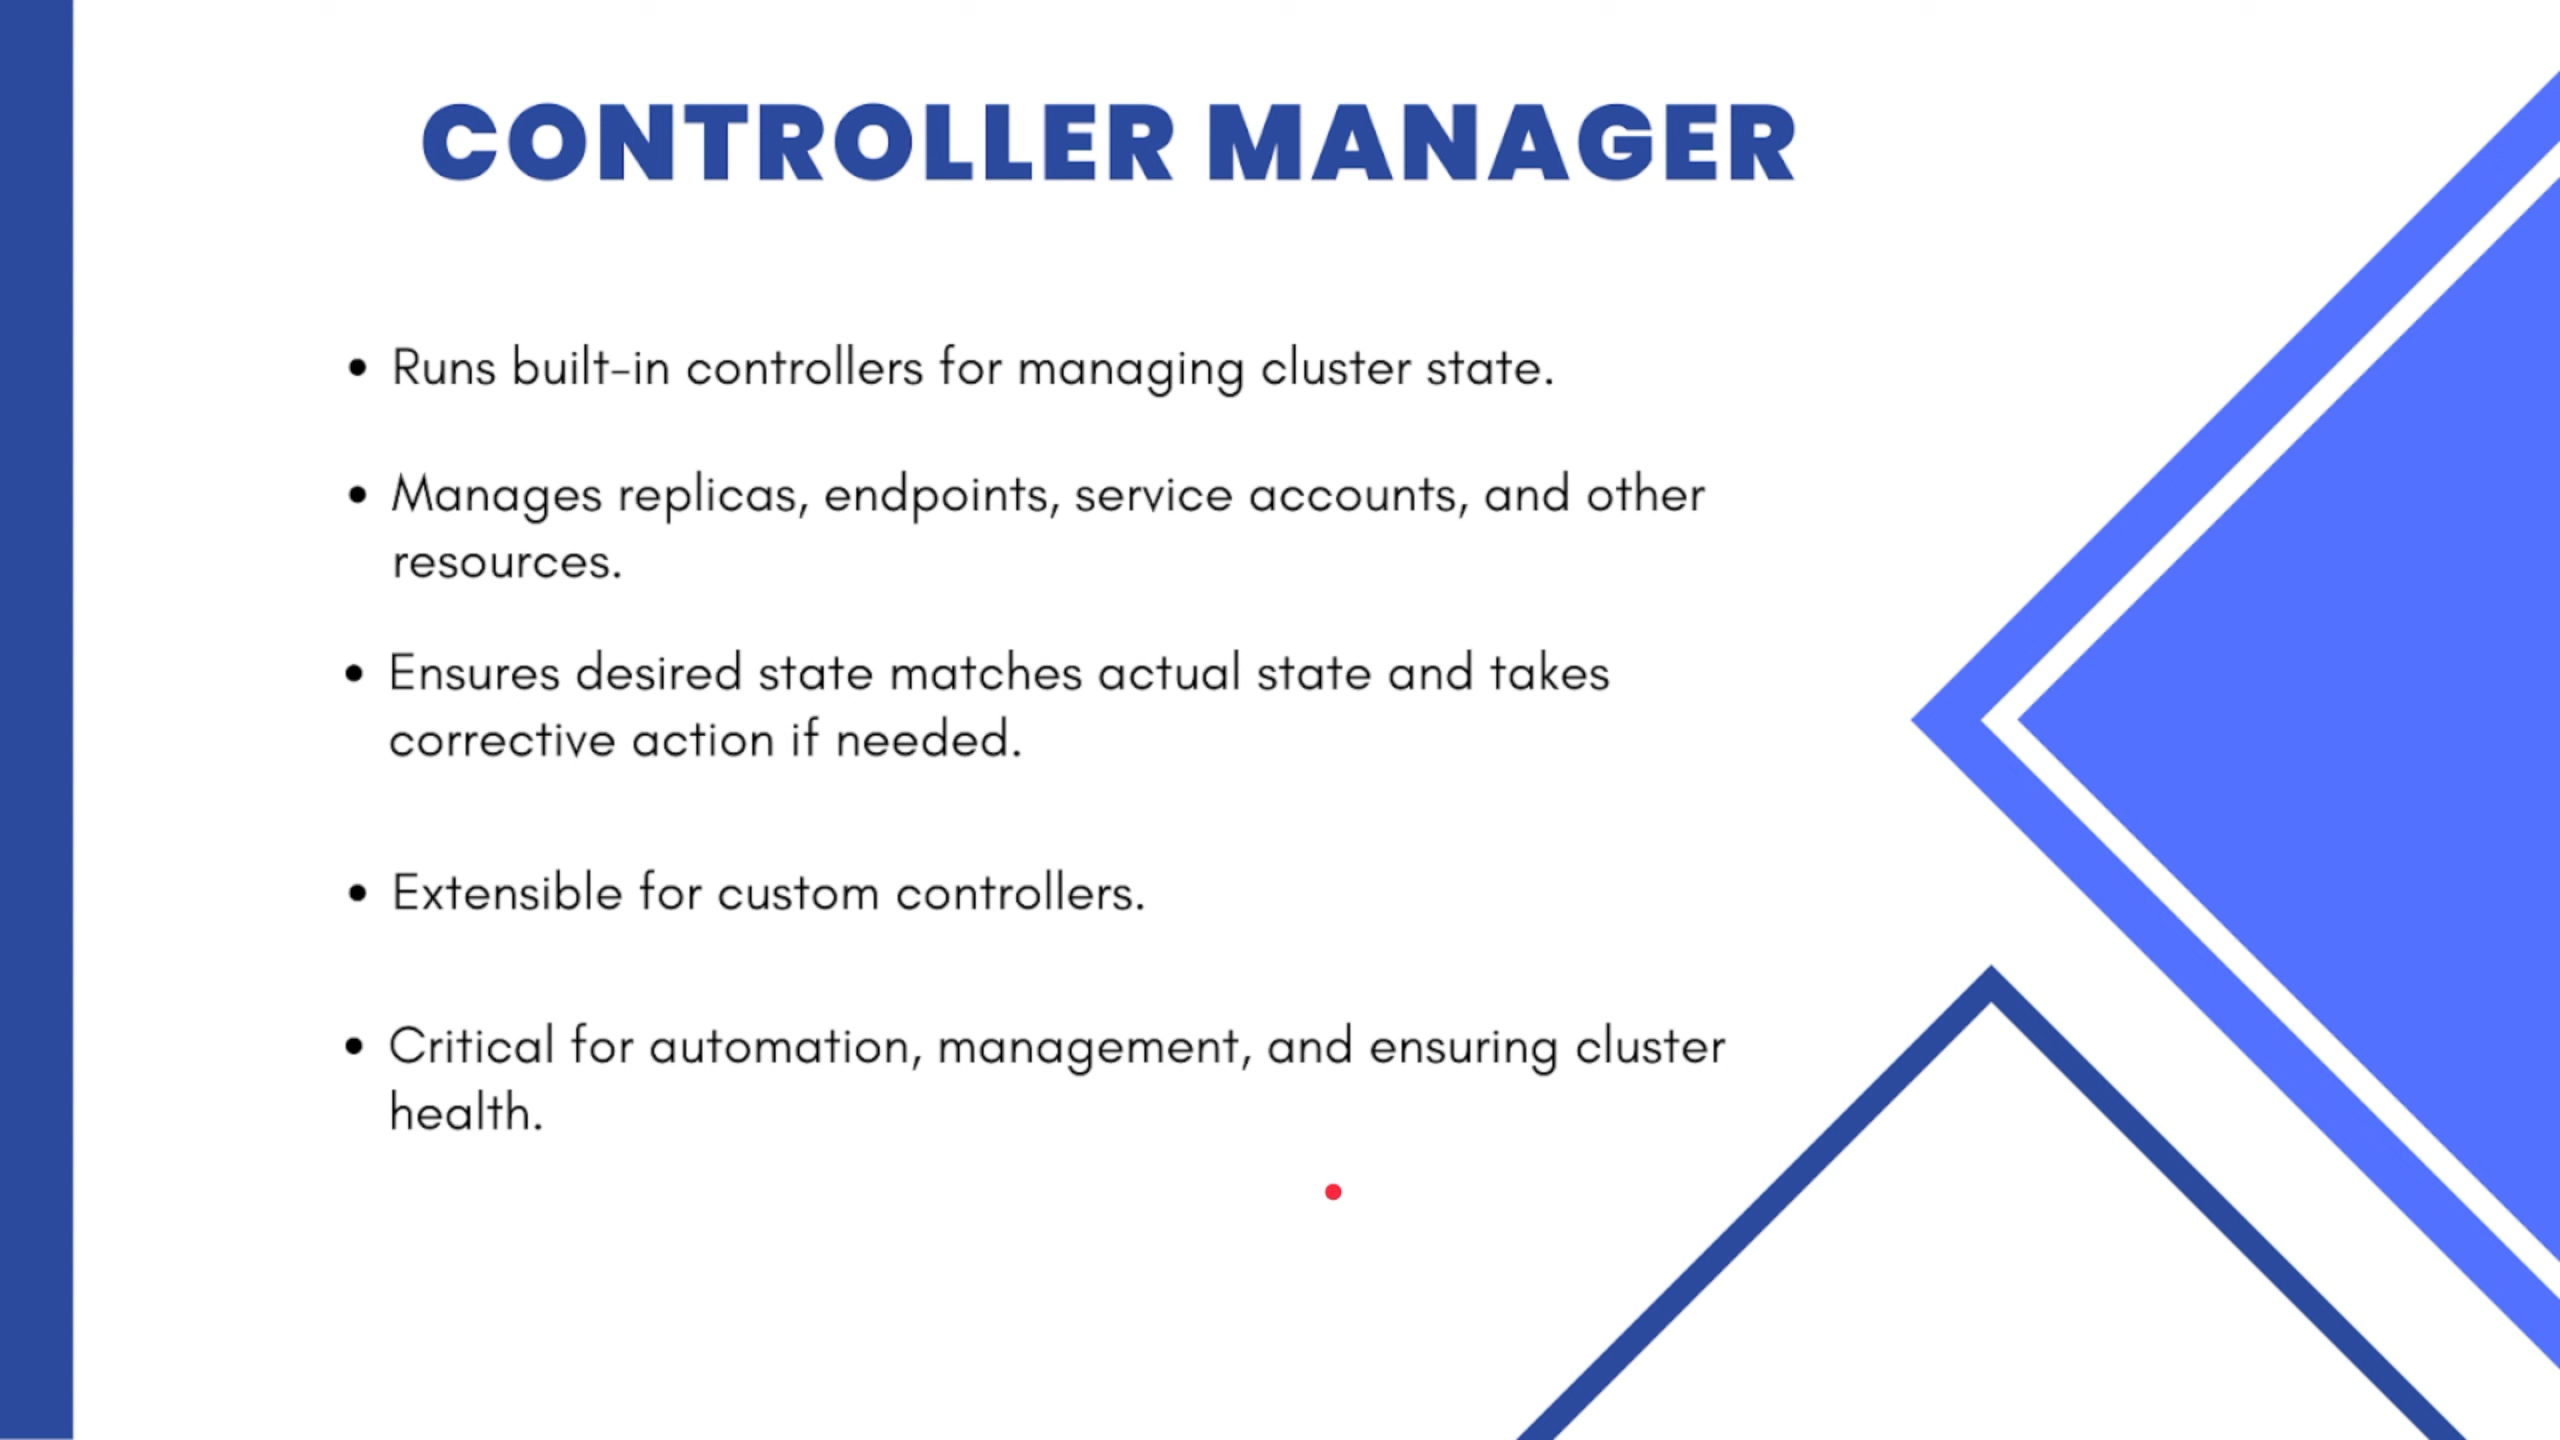 CONTROLLER MANAGER
• Runs built-in controllers for managing cluster state.
• Manages replicas, endpoints, service accounts, and other
resources.
• Ensures desired state matches actual state and takes
corrective action if needed.
• Extensible for custom controllers.
• Critical for automation, management, and ensuring cluster
health.